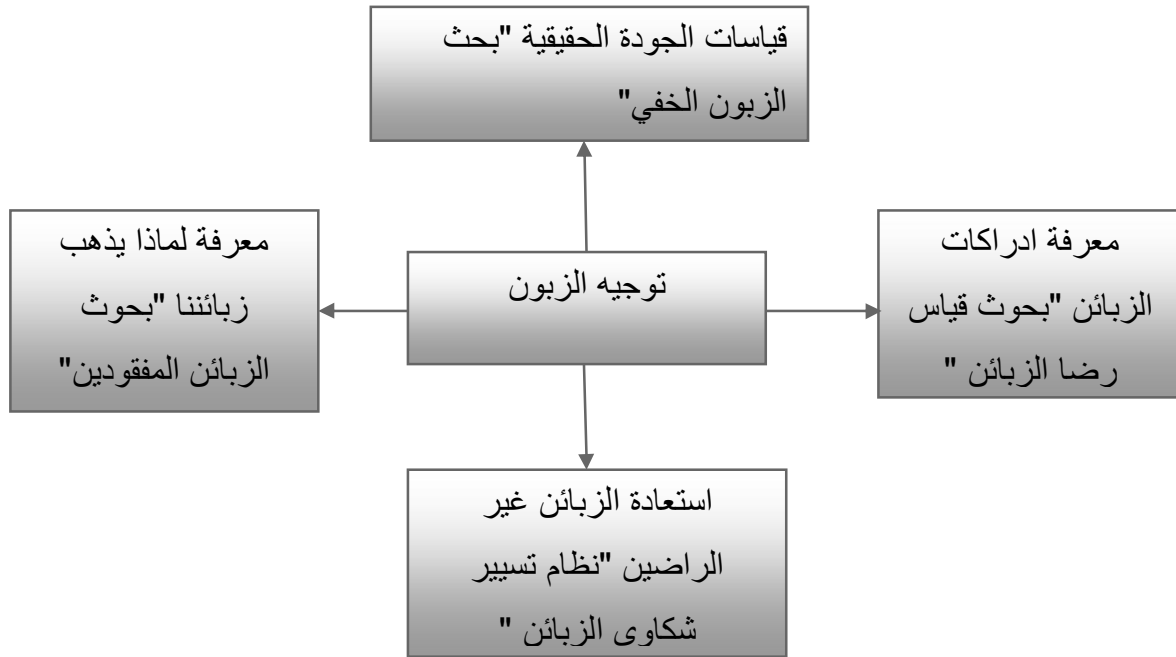 قياسات الجودة الحقيقية "بحث
الزبون الخفي"
معرفة ادراكات
الزبائن "بحوث قياس
رضا الزبائن "
توجيه الزبون
معرفة لماذا يذهب
زبائننا "بحوث
الزبائن المفقودين"
استعادة الزبائن غير
الراضين "نظام تسيير
شكاوى الزبائن "